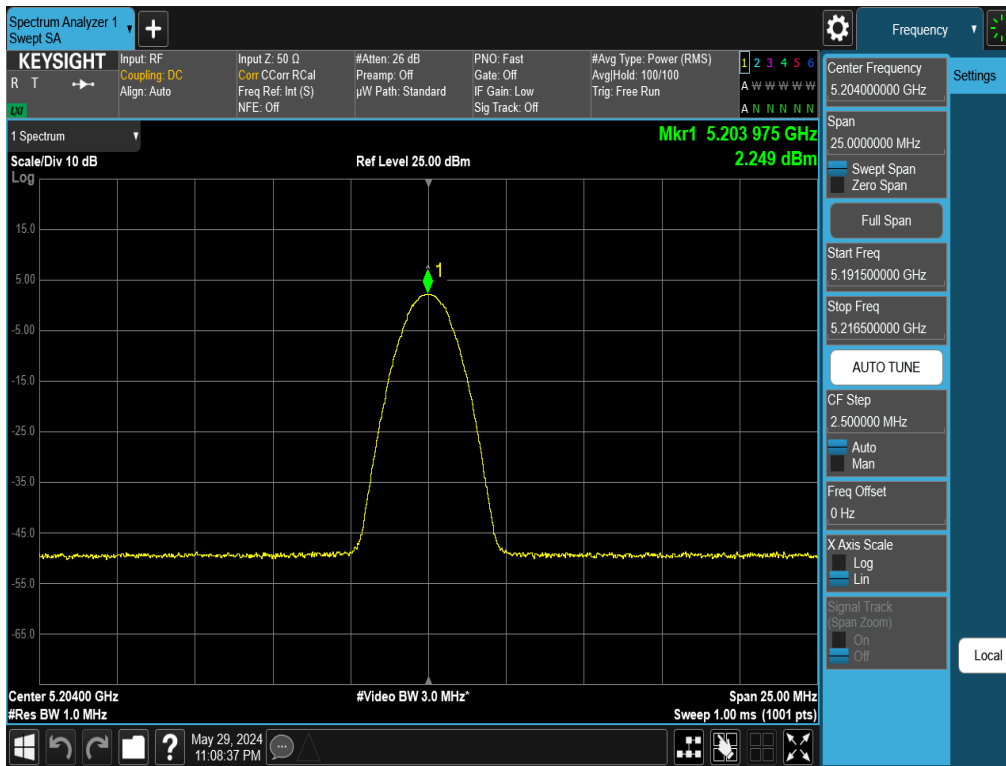 Spectrum Analyzer 1
Swept SA
Frequency
KEYSIGHT
R T
LXI
Input: RF
Coupling: DC
Align: Auto
Input Z: 50 Ω
Corr CCorr RCal
Freq Ref: Int (S)
NFE: Off
#Atten: 26 dB
Preamp: Off
µW Path: Standard
PNO: Fast
Gate: Off
IF Gain: Low
Sig Track: Off
#Avg Type: Power (RMS)
Avg|Hold: 100/100
Trig: Free Run
1 2 3 4 5 6
A W W W W W
A N N N N N
1 Spectrum
Scale/Div 10 dB
Log
Ref Level 25.00 dBm
Mkr1 5.203 975 GHz
2.249 dBm
15.0
5.00
-5.00
-15.0
-25.0
-35.0
-45.0
-55.0
-65.0
1
Center 5.20400 GHz
#Res BW 1.0 MHz
#Video BW 3.0 MHz*
Span 25.00 MHz
Sweep 1.00 ms (1001 pts)
Center Frequency
5.204000000 GHz
Settings
Span
25.0000000 MHz
Swept Span
Zero Span
Full Span
Start Freq
5.191500000 GHz
Stop Freq
5.216500000 GHz
AUTO TUNE
CF Step
2.500000 MHz
Auto
Man
Freq Offset
0 Hz
X Axis Scale
Log
Lin
Signal Track
(Span Zoom)
On
Off
Local
?
May 29, 2024
11:08:37 PM